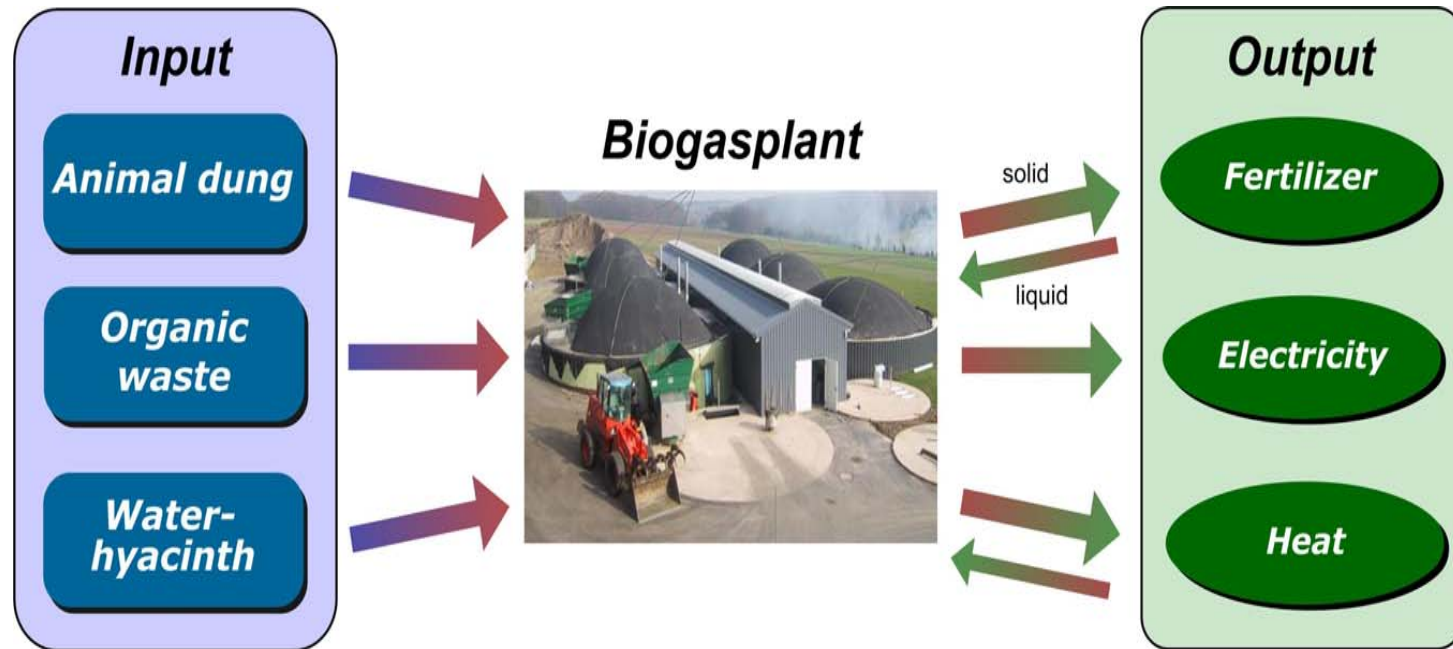 Input
Animal dung
Organic
waste
Water-
hyacinth
Biogasplant
solid
liquid
Output
Fertilizer
Electricity
Heat